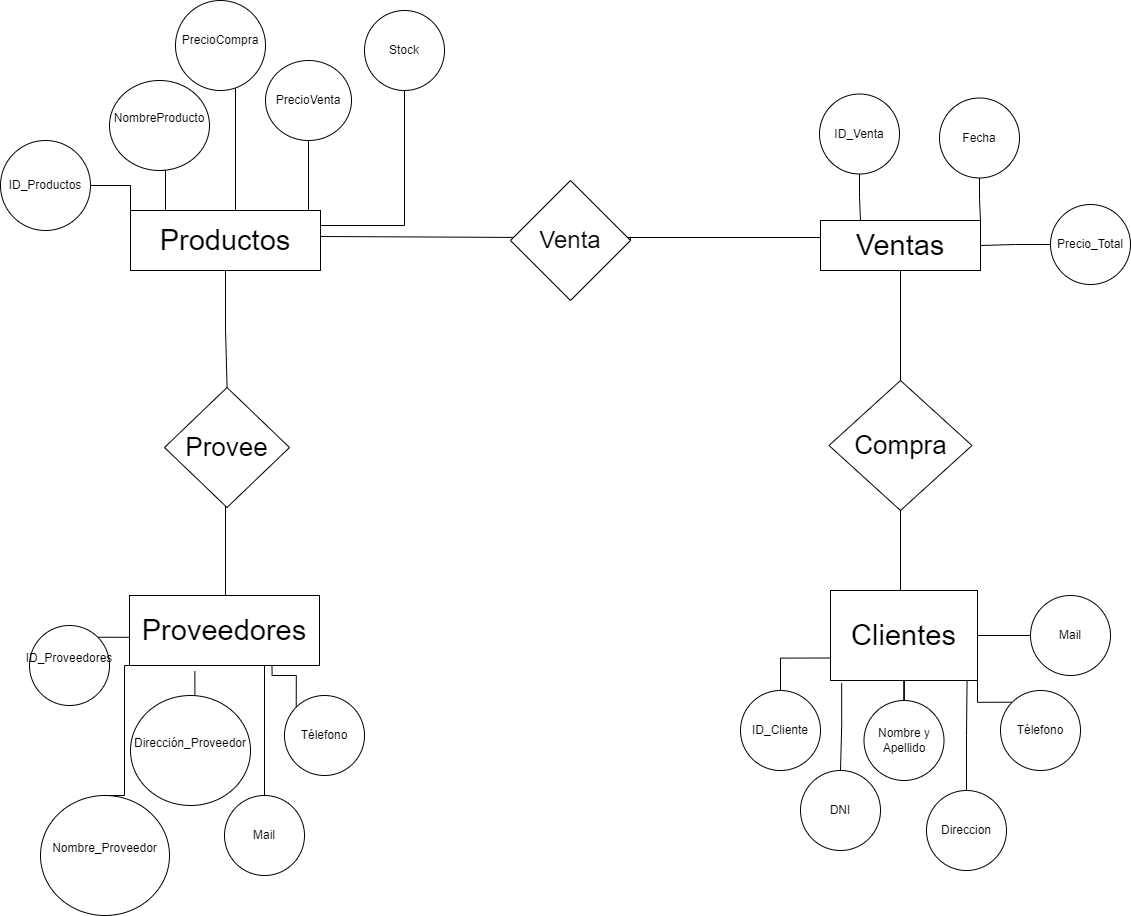 PrecioCompra
Stock
PrecioVenta
NombreProducto
ID_Productos
ID_Venta
Fecha
Productos
Venta
Ventas
Precio_Total
Provee
Compra
Proveedores
Clientes
Mail
ID_Proveedores
Dirección_Proveedor
Télefono
ID_Cliente
Nombre y
Apellido
Télefono
Nombre_Proveedor
Mail
DNI
Direccion